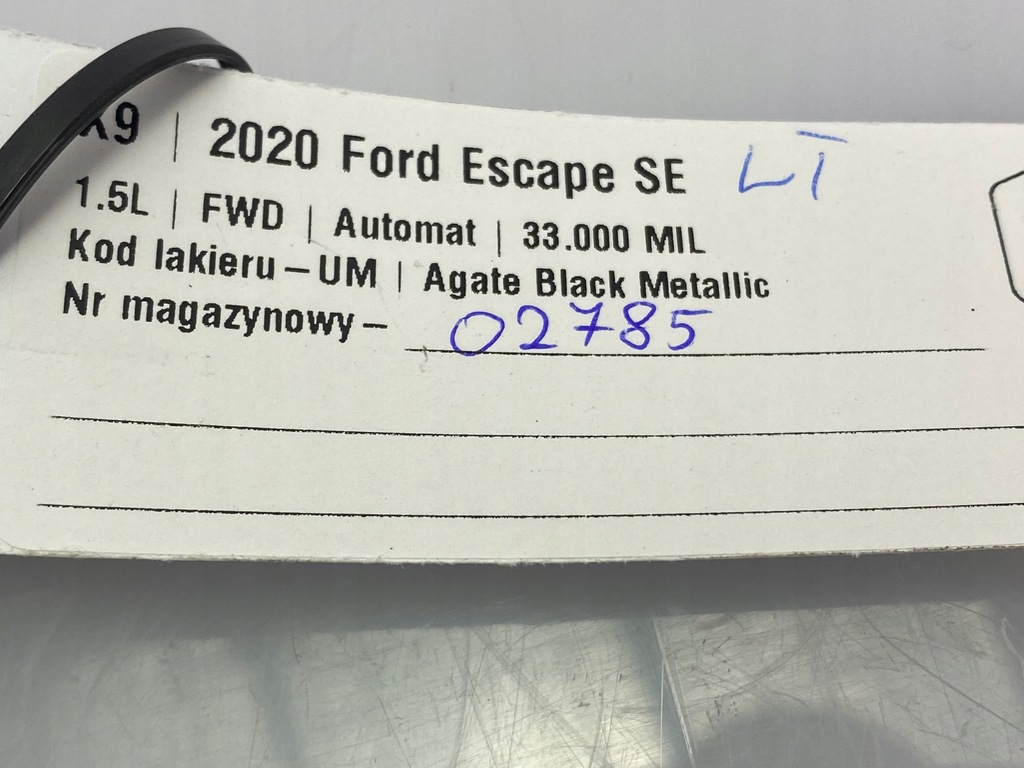 9 | 2020 Ford Escape SE LT
1.5L | FWD | Automat | 33.000 MIL
Kod lakieru – UM | Agate Black Metallic
Nr magazynowy – 02785